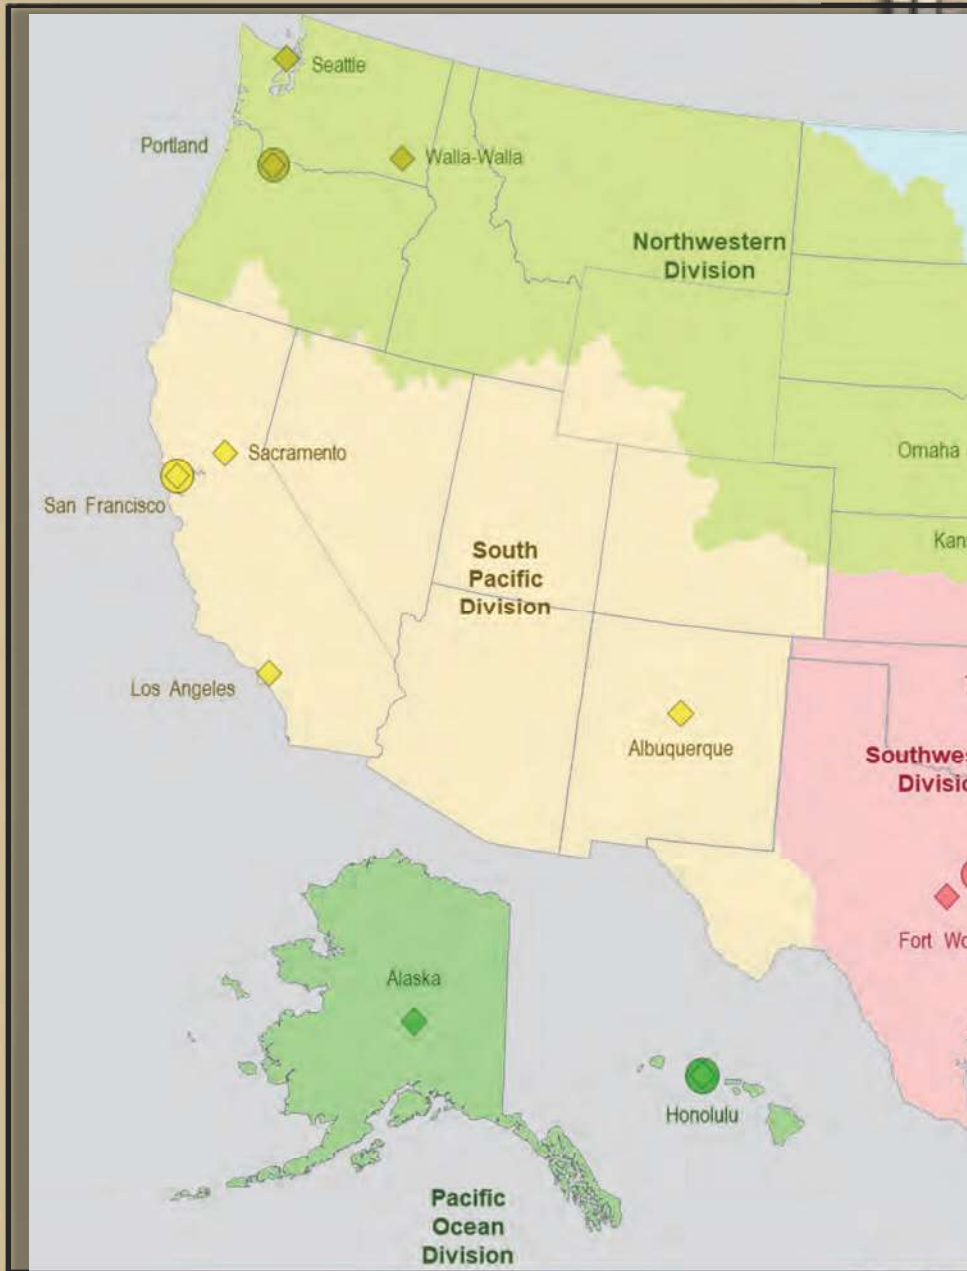 Seattle
Portland
Walla-Walla
Northwestern
Division
Omaha
Sacramento
San Francisco
Kans
South
Pacific
Division
Los Angeles
Albuquerque
Southwes
Divisio
Fort Wo
Alaska
Honolulu
Pacific
Ocean
Division